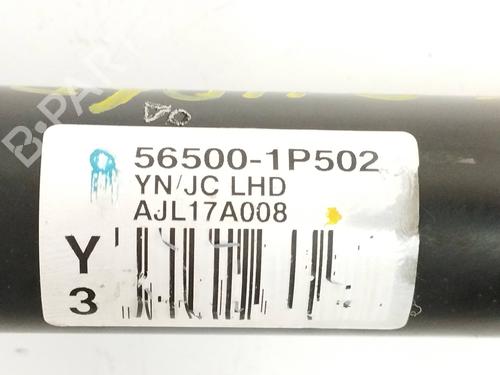 B-PARTS
56500-1P502
YN/JC LHD
AJL17A008
Y
3